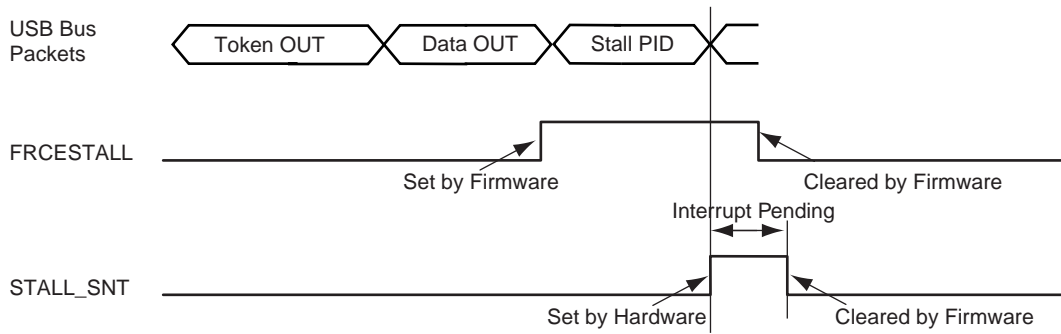 USB Bus
Packets
Token OUT
Data OUT
Stall PID
FRCESTALL
Set by Firmware
Cleared by Firmware
Interrupt Pending
STALL_SNT
Set by Hardware
Cleared by Firmware